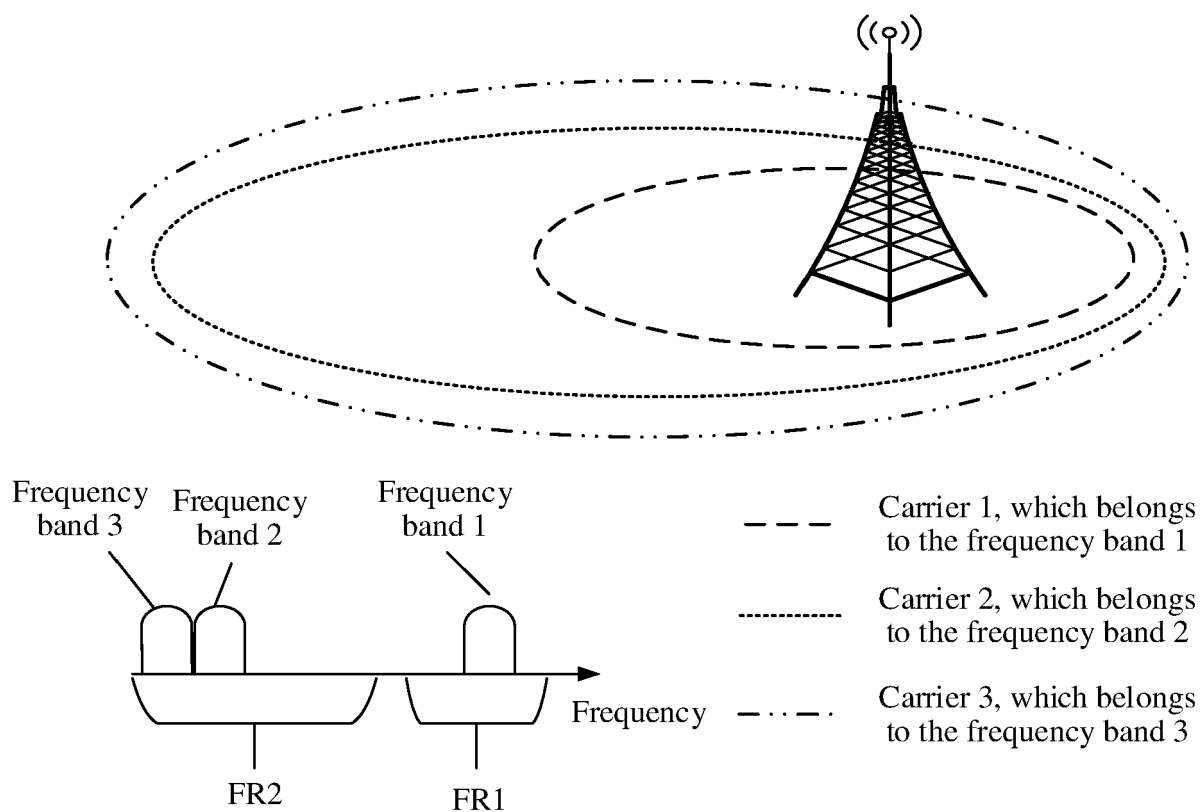 Frequency
band 3
Frequency
band 2
Frequency
band 1
Frequency
FR2
FR1
Carrier 1, which belongs
to the frequency band 1
Carrier 2, which belongs
to the frequency band 2
Carrier 3, which belongs
to the frequency band 3